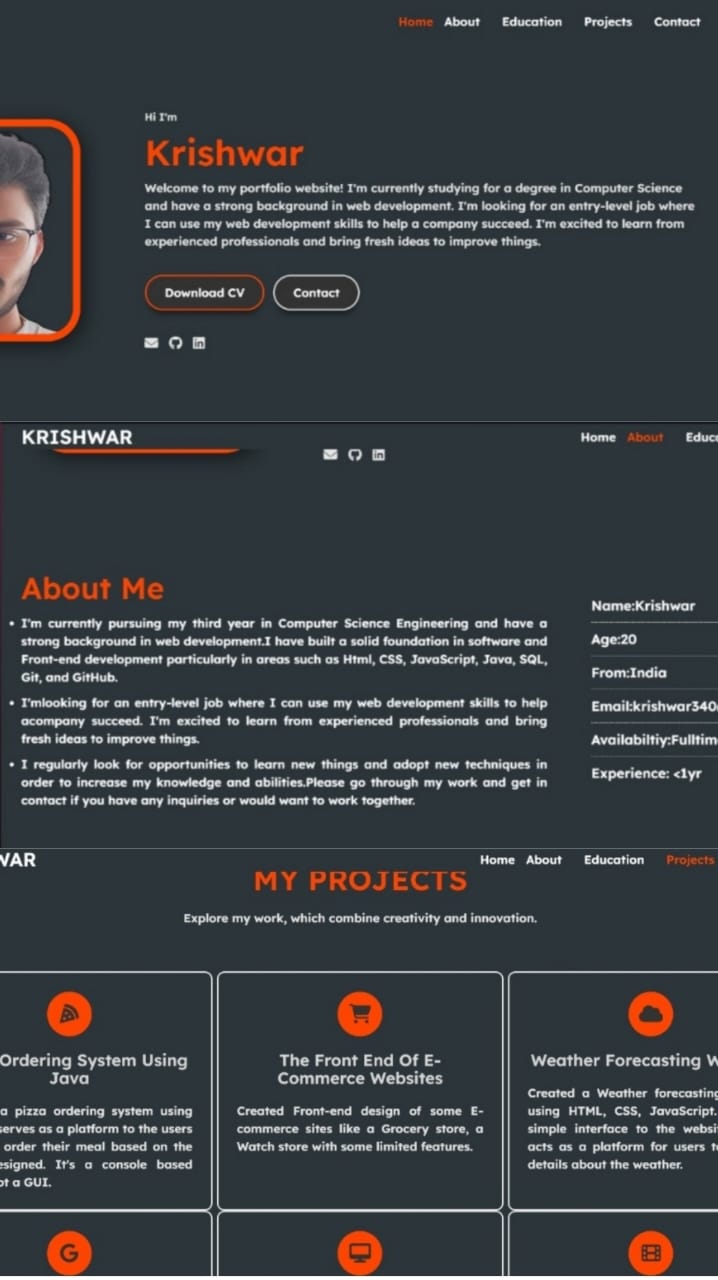 Home About Education Projects Contact
Hi I'm
Krishwar
Welcome to my portfolio website! I'm currently studying for a degree in Computer Science
and have a strong background in web development. I'm looking for an entry-level job where
I can use my web development skills to help a company succeed. I'm excited to learn from
experienced professionals and bring fresh ideas to improve things.
Download CV Contact
KRISHWAR
Home About Educ
About Me
• I'm currently pursuing my third year in Computer Science Engineering and have a
strong background in web development.I have built a solid foundation in software and
Front-end development particularly in areas such as Html, CSS, JavaScript, Java, SQL,
Git, and GitHub.
• I'mlooking for an entry-level job where I can use my web development skills to help
acompany succeed. I'm excited to learn from experienced professionals and bring
fresh ideas to improve things.
• I regularly look for opportunities to learn new things and adopt new techniques in
order to increase my knowledge and abilities.Please go through my work and get in
contact if you have any inquiries or would want to work together.
Name:Krishwar
Age:20
From:India
Email:krishwar340
Availabiltiy:Fulltim
Experience: <1yr
WAR
Home About Education Projects
MY PROJECTS
Explore my work, which combine creativity and innovation.
Ordering System Using
Java
a pizza ordering system using
serves as a platform to the users
order their meal based on the
esigned. It's a console based
ot a GUI.
The Front End Of E-
Commerce Websites
Created Front-end design of some E-
commerce sites like a Grocery store, a
Watch store with some limited features.
Weather Forecasting W
Created a Weather forecasting
using HTML, CSS, JavaScript.
simple interface to the websi
acts as a platform for users t
details about the weather.